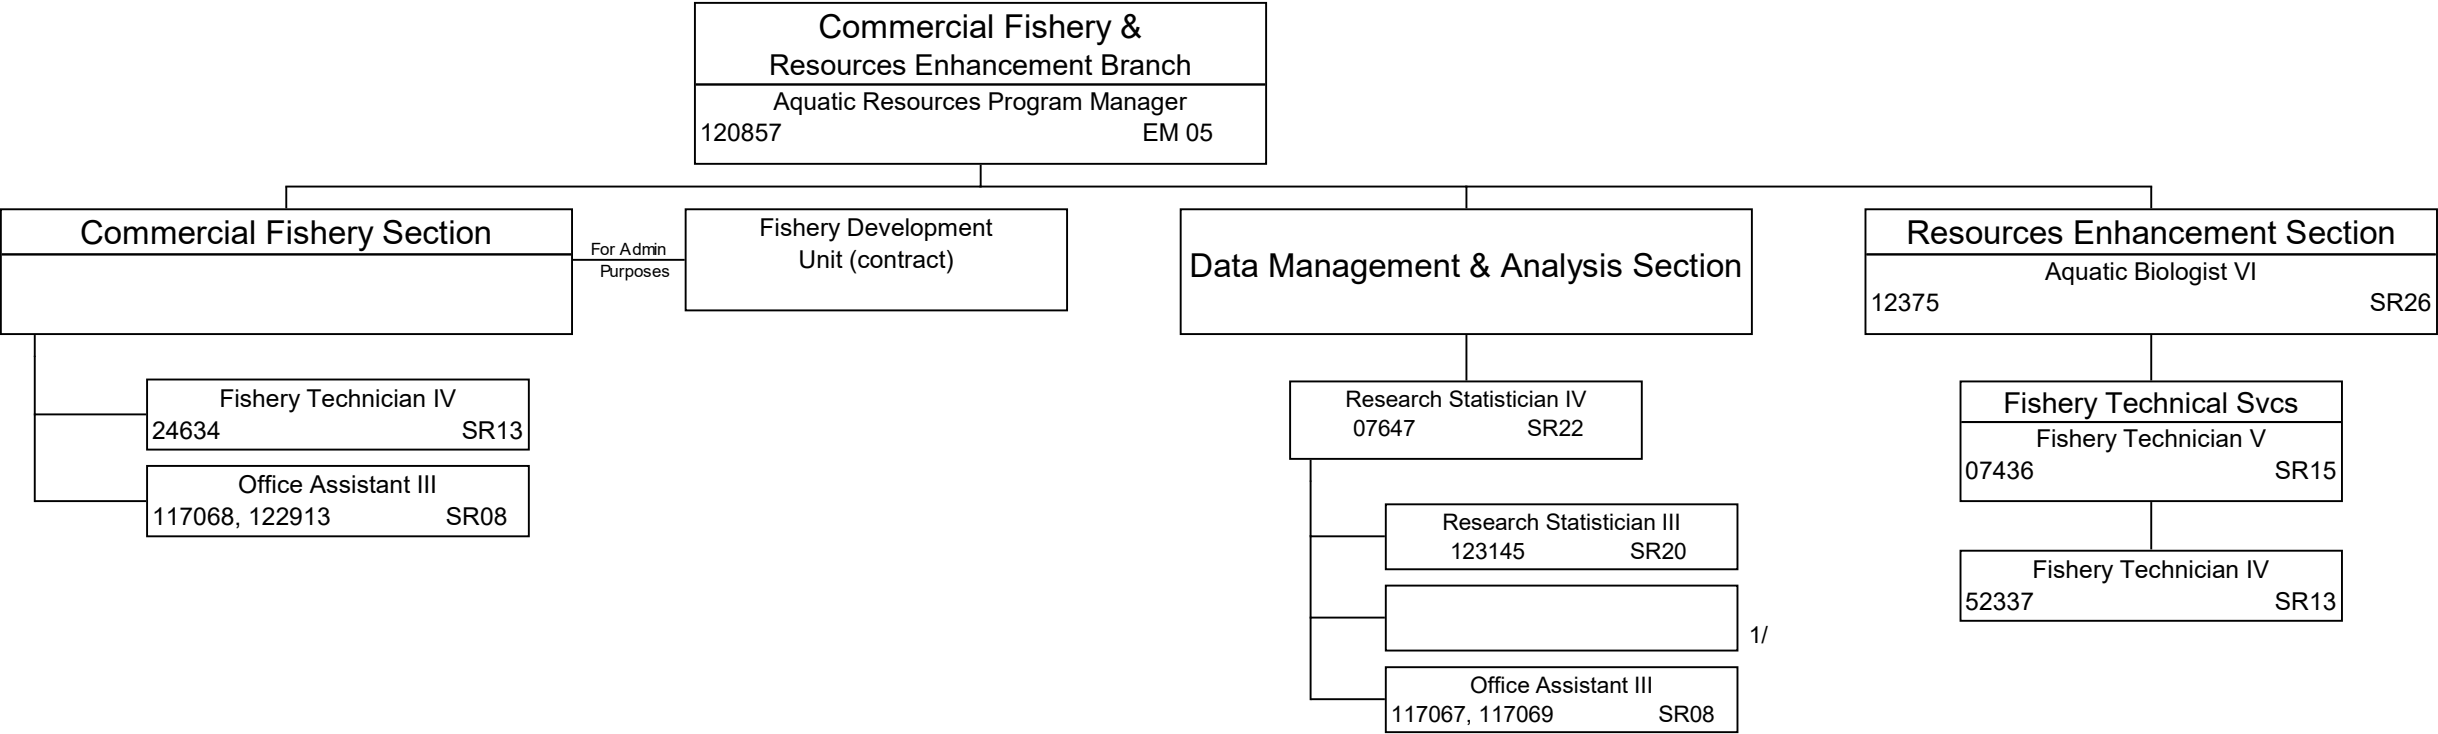 Commercial Fishery &
Resources Enhancement Branch
Aquatic Resources Program Manager
120857 EM 05
Commercial Fishery Section
For Admin
Purposes
Fishery Development
Unit (contract)
Data Management & Analysis Section
Resources Enhancement Section
Aquatic Biologist VI
12375 SR26
Fishery Technician IV
24634 SR13
Office Assistant III
117068, 122913 SR08
Research Statistician IV
07647 SR22
Research Statistician III
123145 SR20
1/
Office Assistant III
117067, 117069 SR08
Fishery Technical Svcs
Fishery Technician V
07436 SR15
Fishery Technician IV
52337 SR13